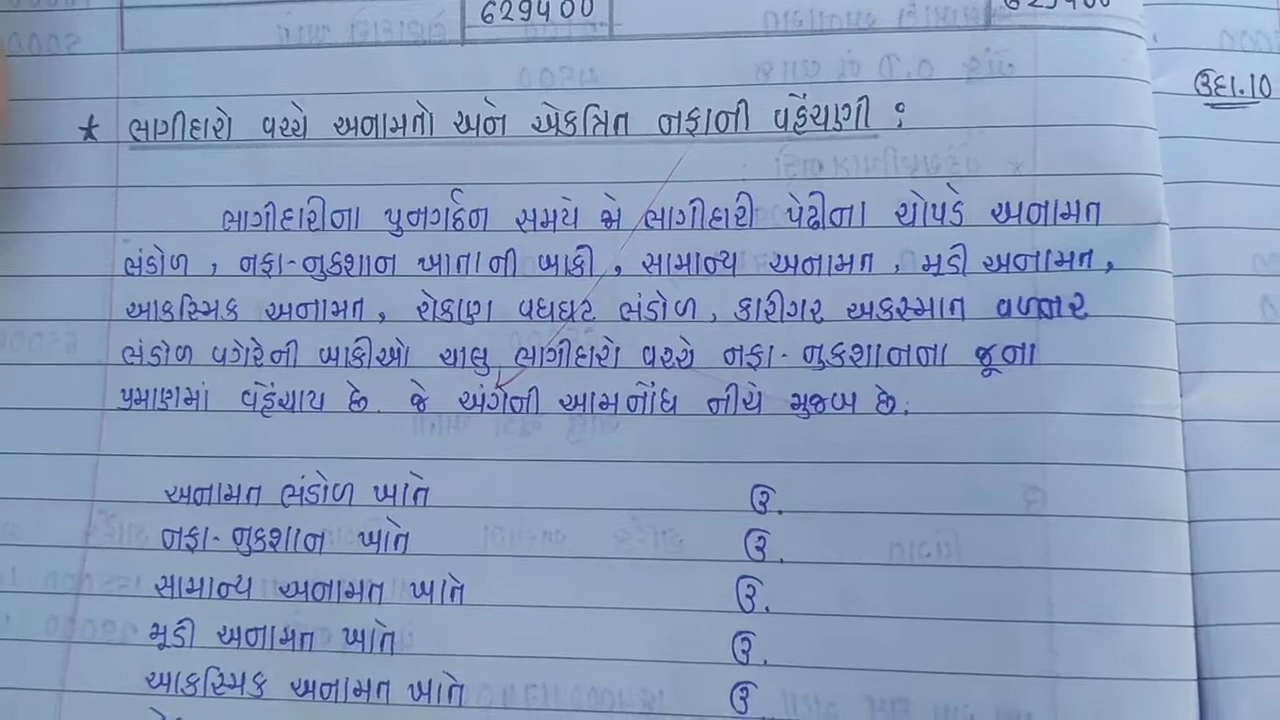 629400 629400
ઉદા.10
* ભાગીદારો વચ્ચે અનામતો અને એકત્રિત નફાની વહેંચણી :
ભાગીદારીના પુનર્ગઠન સમયે જો ભાગીદારી પેઢીના ચોપડે અનામત
ભંડોળ, નફા-નુકશાન ખાતાની બાકી, સામાન્ય અનામત, મૂડી અનામત,
આકસ્મિક અનામત, રોકાણ વધઘટ ભંડોળ, કારીગર અકસ્માત વળતર
ભંડોળ વગેરેની બાકીઓ ચાલુ ભાગીદારો વચ્ચે નફા-નુકશાનના જૂના
પ્રમાણમાં વહેંચાય છે. જે અંગેની આમનોંધ નીચે મુજબ છે:
અનામત ભંડોળ ખાતે ઉ.
નફા-નુકશાન ખાતે ઉ.
સામાન્ય અનામત ખાતે ઉ.
મૂડી અનામત ખાતે ઉ.
આકસ્મિક અનામત ખાતે ઉ